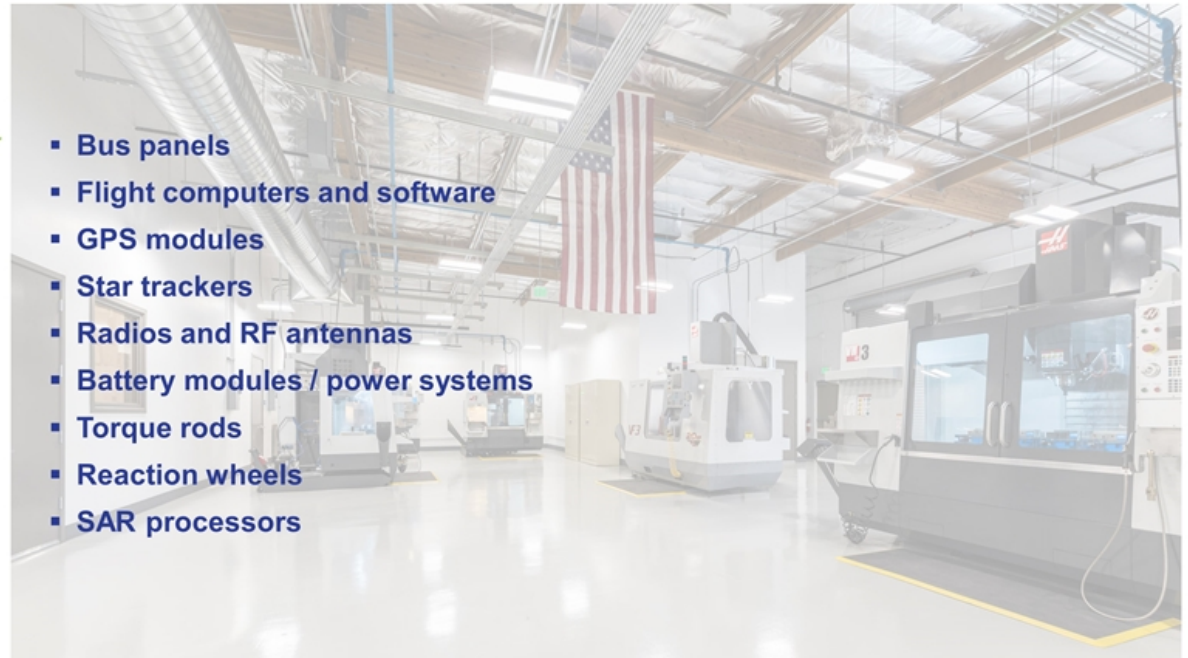 ▪ Bus panels
▪ Flight computers and software
▪ GPS modules
▪ Star trackers
▪ Radios and RF antennas
▪ Battery modules / power systems
▪ Torque rods
▪ Reaction wheels
▪ SAR processors